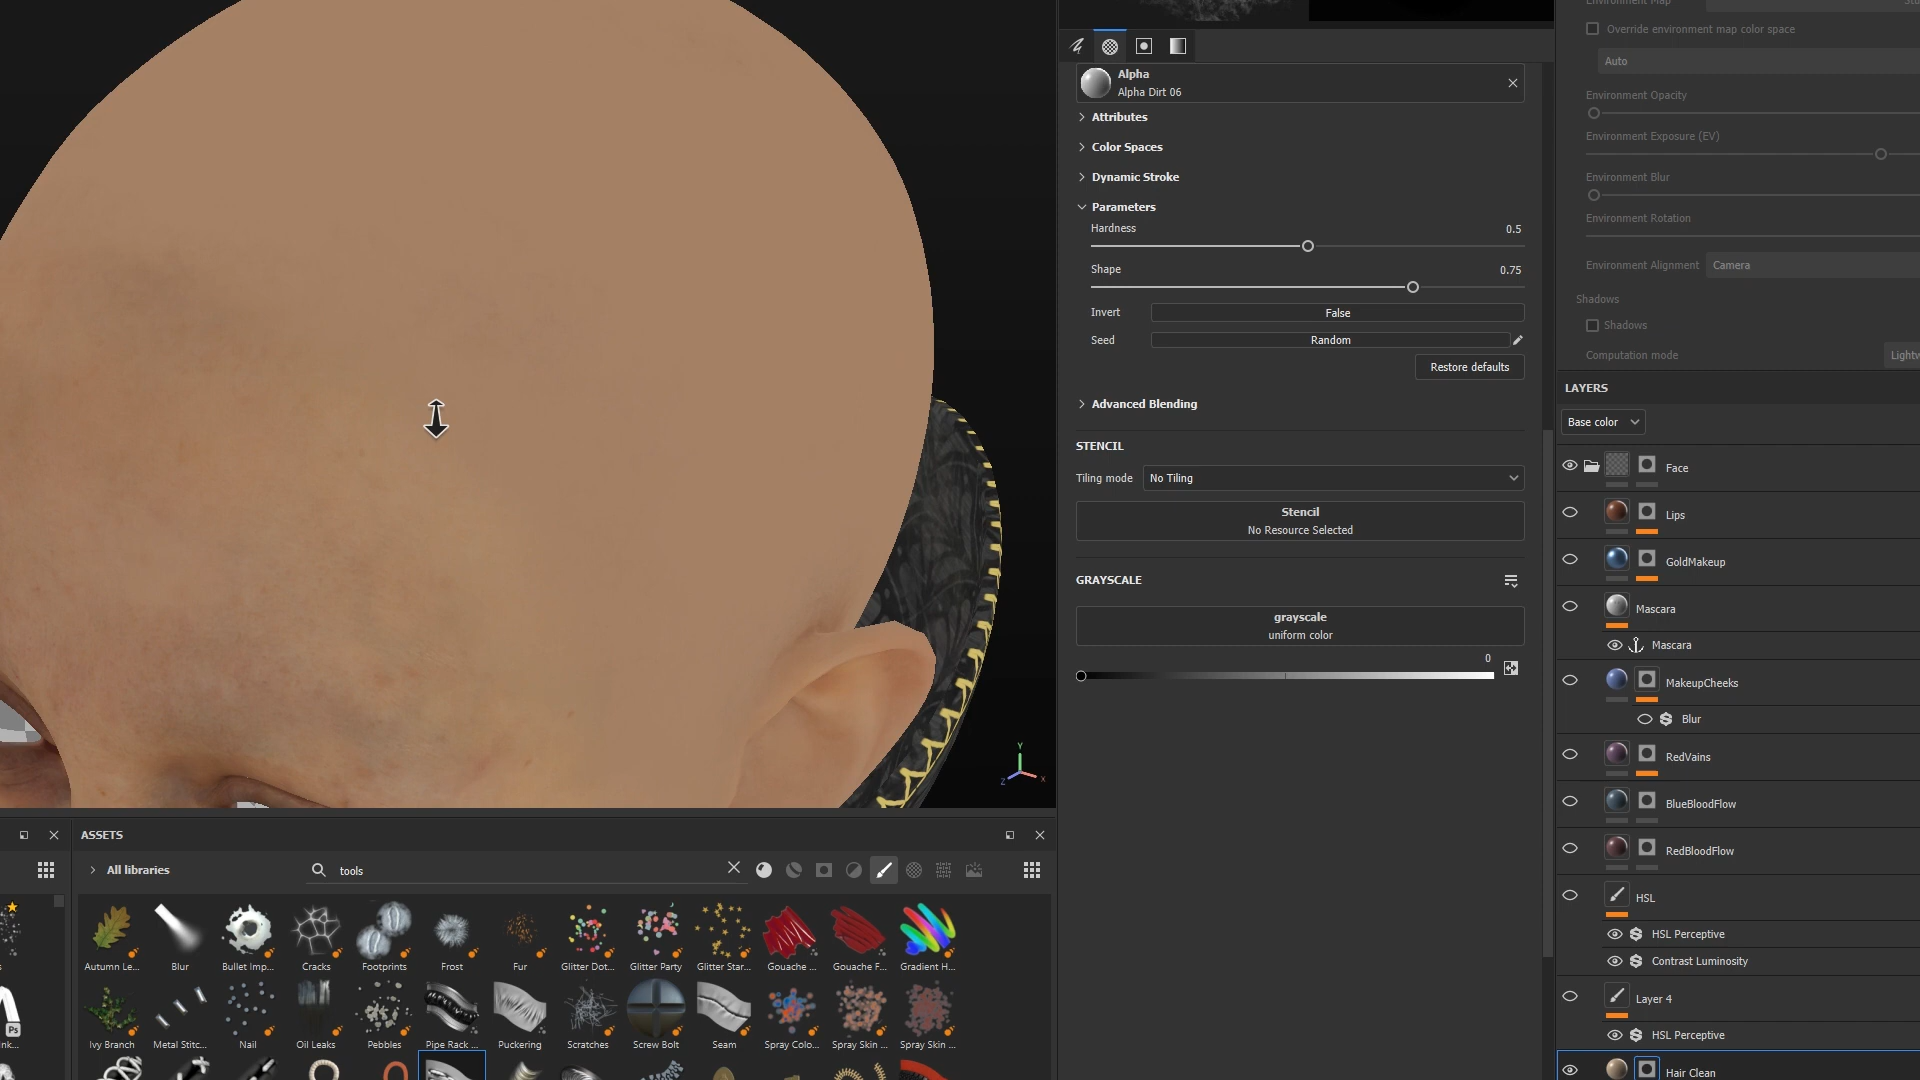 Override environment map color space
Auto
Environment Opacity
Environment Exposure (EV)
Environment Blur
Environment Rotation
Environment Alignment
Camera
Shadows
Shadows
Computation mode
Alpha
Alpha Dirt 06
Attributes
Color Spaces
Dynamic Stroke
Parameters
Hardness 0.5
Shape 0.75
Invert False
Seed Random
Restore defaults
Advanced Blending
STENCIL
Tiling mode No Tiling
Stencil
No Resource Selected
GRAYSCALE
grayscale
uniform color
0
LAYERS
Base color
Face
Lips
GoldMakeup
Mascara
Mascara
MakeupCheeks
Blur
RedVains
BlueBloodFlow
RedBloodFlow
HSL
HSL Perceptive
Contrast Luminosity
Layer 4
HSL Perceptive
Hair Clean
Y
Z X
ASSETS
All libraries
tools
Autumn Le... Blur Bullet Imp... Cracks Footprints Frost Fur Glitter Dot... Glitter Party Glitter Star... Gouache ... Gouache F... Gradient H...
Ps
Ivy Branch Metal Stitc... Nail Oil Leaks Pebbles Pipe Rack ... Puckering Scratches Screw Bolt Seam Spray Colo... Spray Skin ... Spray Skin ...